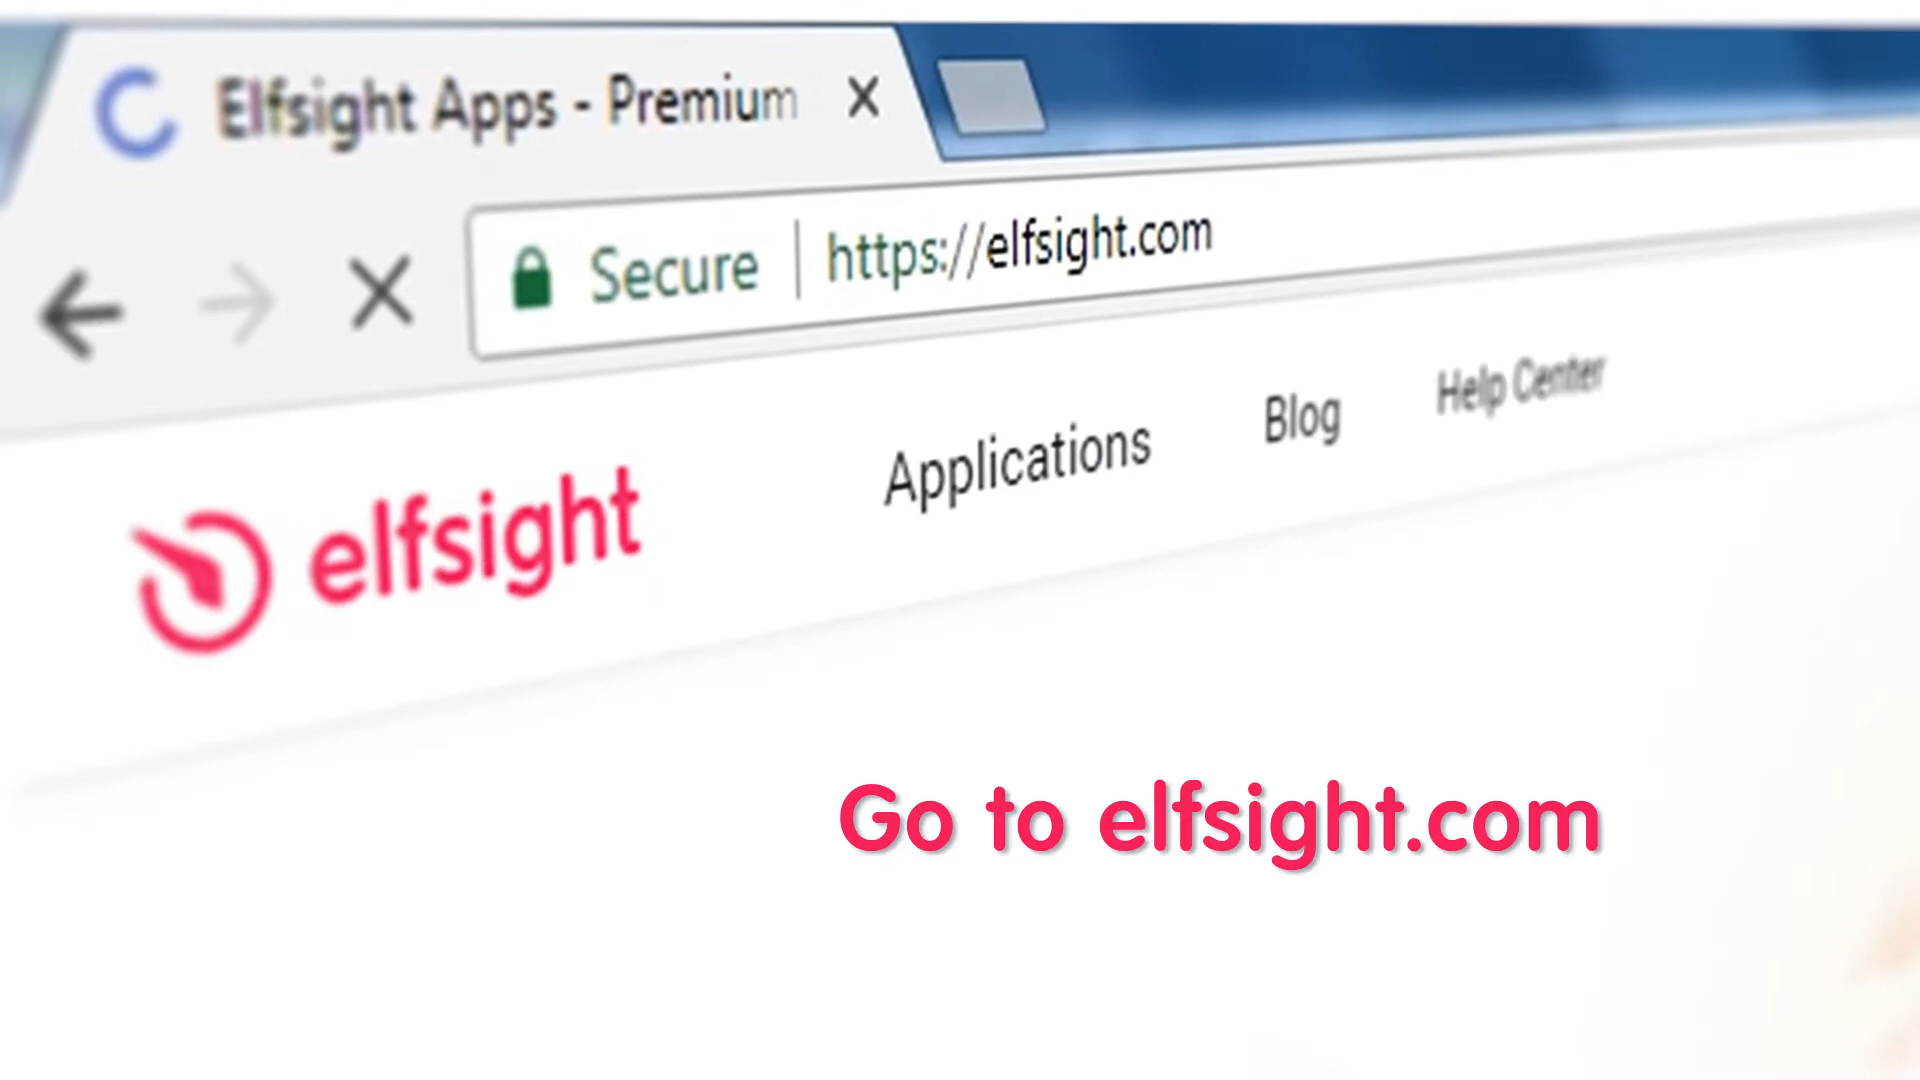 Elfsight Apps - Premium
Secure | https://elfsight.com
elfsight
Applications
Blog
Help Center
Go to elfsight.com